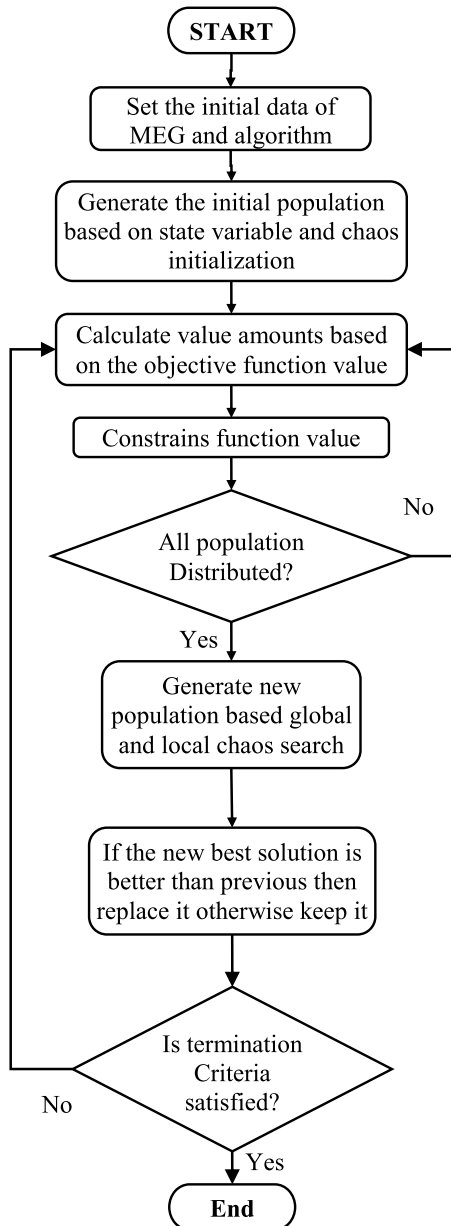 START
Set the initial data of
MEG and algorithm
Generate the initial population
based on state variable and chaos
initialization
Calculate value amounts based
on the objective function value
Constrains function value
No
All population
Distributed?
Yes
Generate new
population based global
and local chaos search
If the new best solution is
better than previous then
replace it otherwise keep it
Is termination
Criteria
satisfied?
No
Yes
End